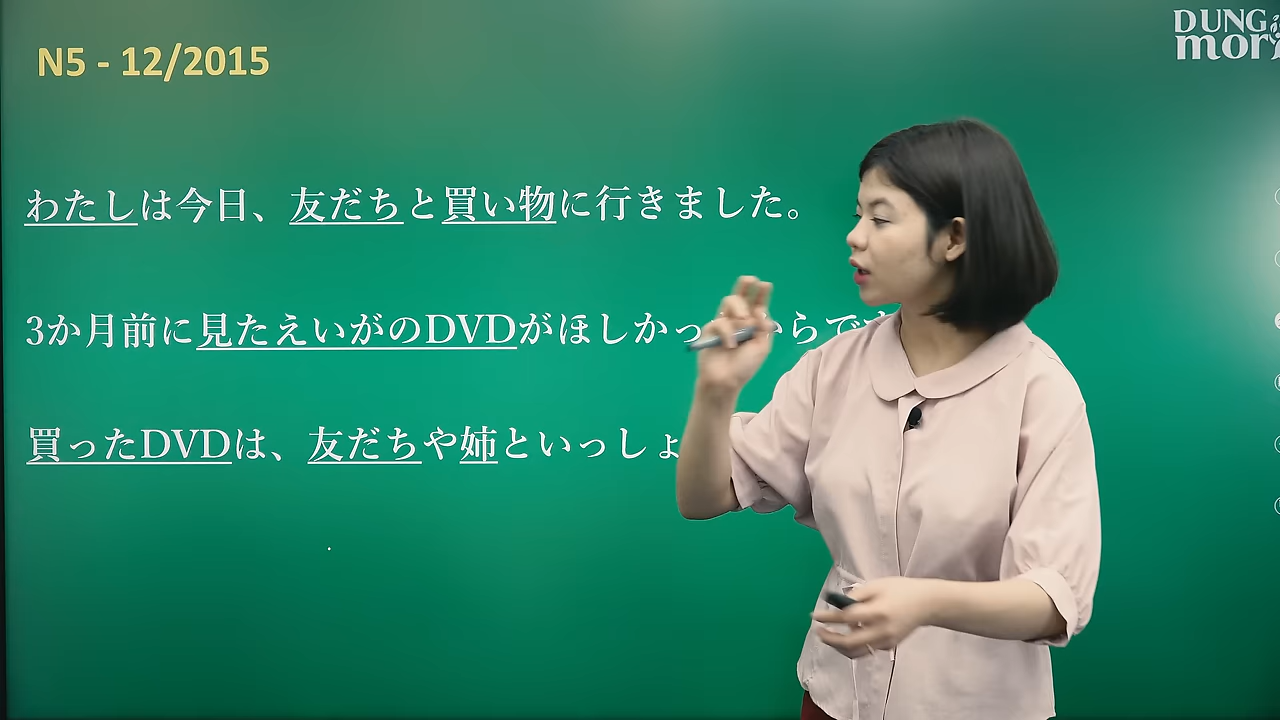 N5 - 12/2015
DUNG
mori
わたしは今日、友だちと買い物に行きました。
3か月前に見たえいがのDVDがほしかっ からです
買ったDVDは、友だちや姉といっしょ